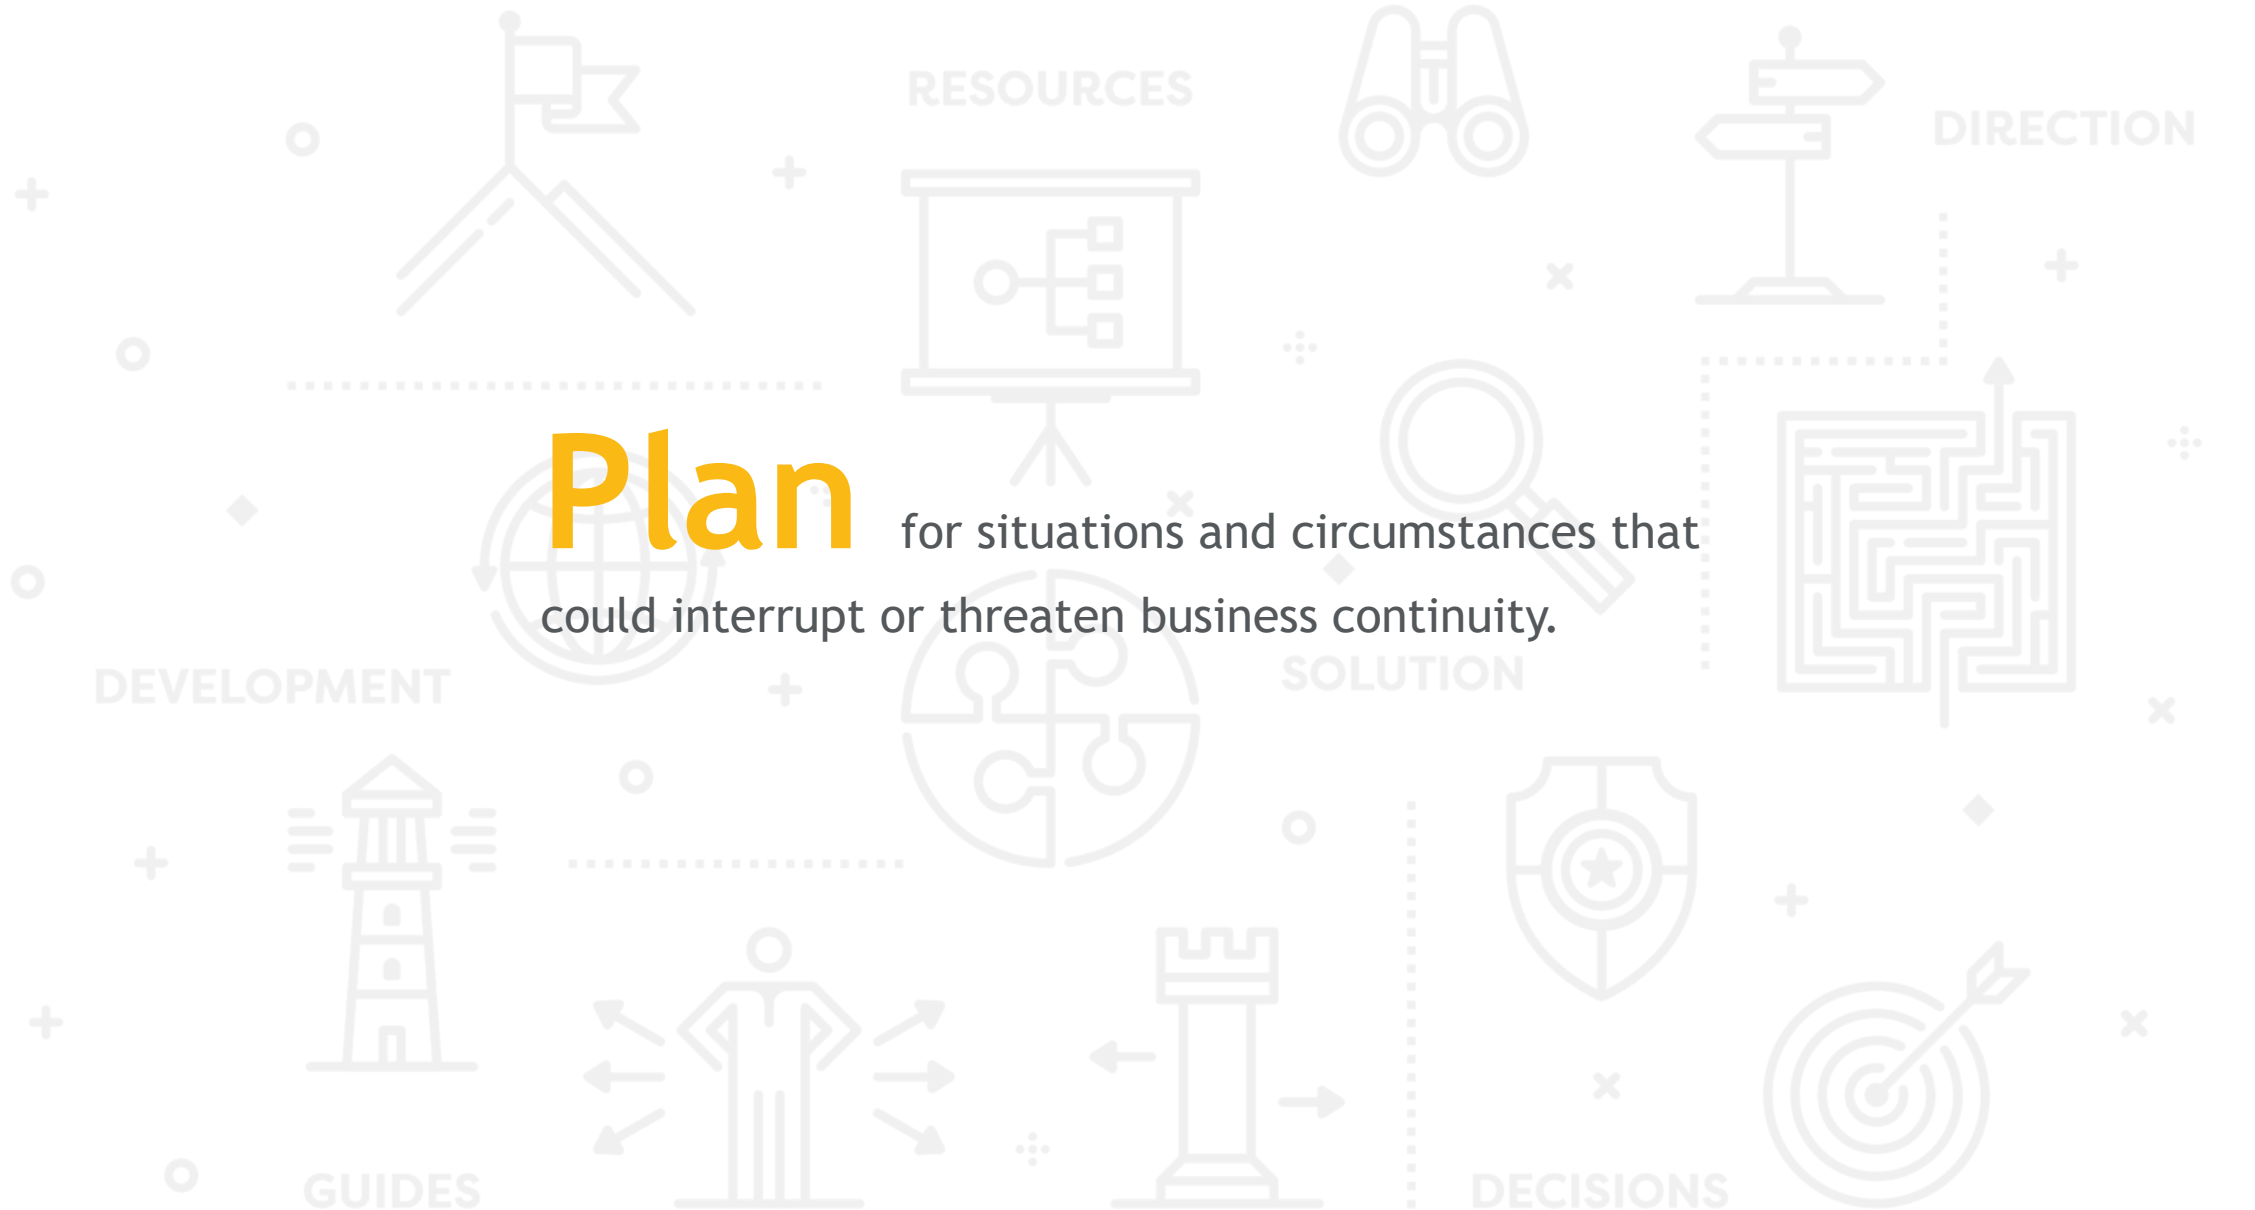 RESOURCES
DIRECTION
Plan for situations and circumstances that
could interrupt or threaten business continuity.
DEVELOPMENT
SOLUTION
GUIDES
DECISIONS